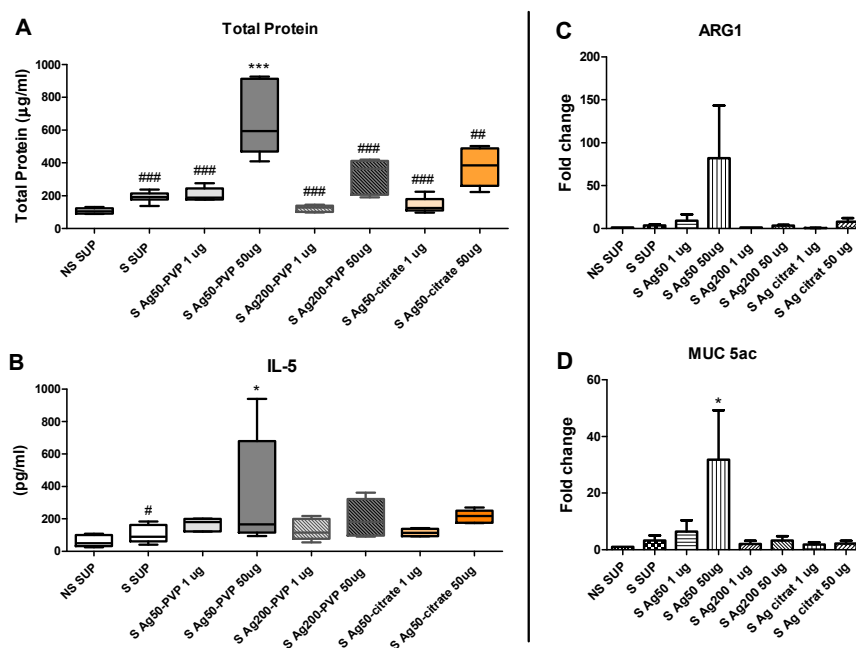 A
Total Protein
Total Protein (µg/ml)
1000
800
600
400
200
0
***
###
###
###
###
###
##
NS SUP
S SUP
S Ag50-PVP 1 ug
S Ag50-PVP 50ug
S Ag200-PVP 1 ug
S Ag200-PVP 50ug
S Ag50-citrate 1 ug
S Ag50-citrate 50ug
B
IL-5
(pg/ml)
1000
800
600
400
200
0
#
*
NS SUP
S SUP
S Ag50-PVP 1 ug
S Ag50-PVP 50ug
S Ag200-PVP 1 ug
S Ag200-PVP 50ug
S Ag50-citrate 1 ug
S Ag50-citrate 50ug
C
ARG1
Fold change
200
150
100
50
0
NS SUP
S SUP
S Ag50 1 ug
S Ag50 50ug
S Ag200 1 ug
S Ag200 50 ug
S Ag citrat 1 ug
S Ag citrat 50 ug
D
MUC 5ac
Fold change
60
40
20
0
*
NS SUP
S SUP
S Ag50 1 ug
S Ag50 50ug
S Ag200 1 ug
S Ag200 50 ug
S Ag citrat 1 ug
S Ag citrat 50 ug